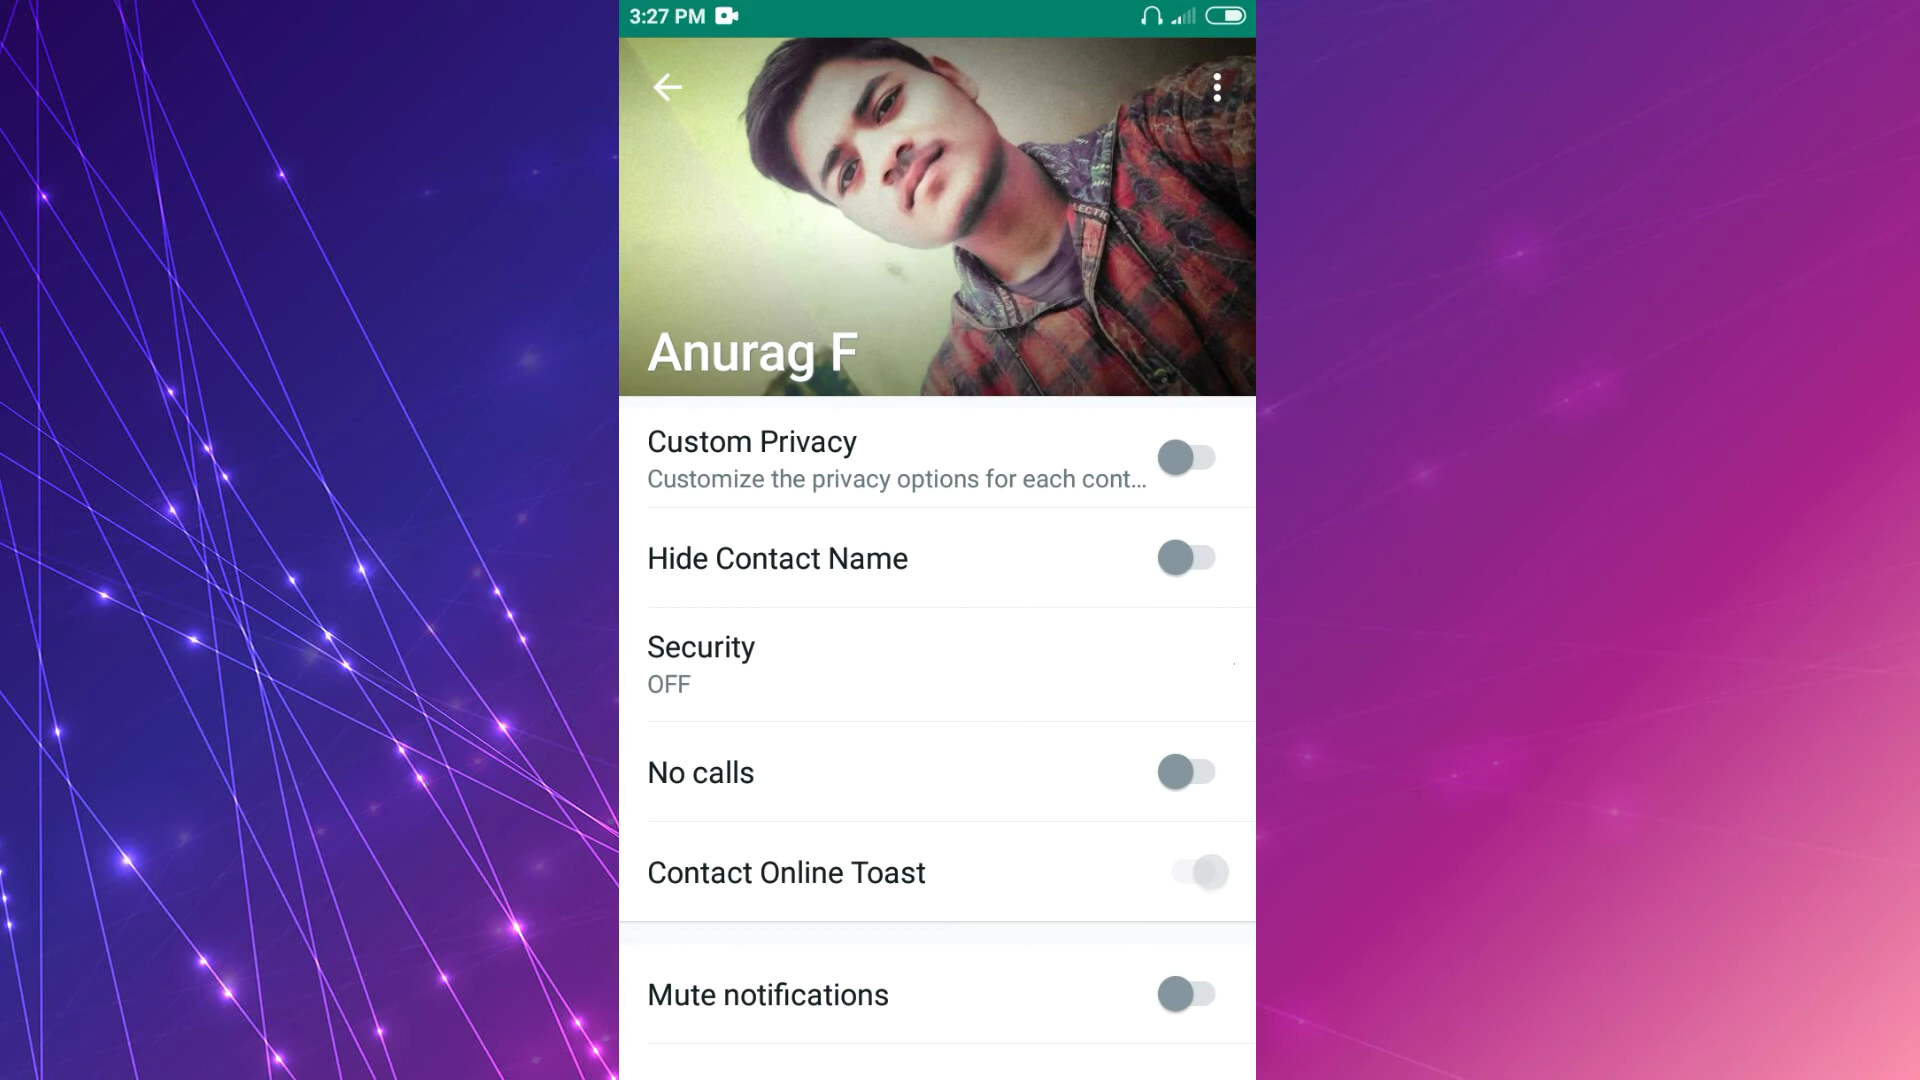 3:27 PM
ECTIO
Anurag F
Custom Privacy
Customize the privacy options for each cont...
Hide Contact Name
Security
OFF
No calls
Contact Online Toast
Mute notifications